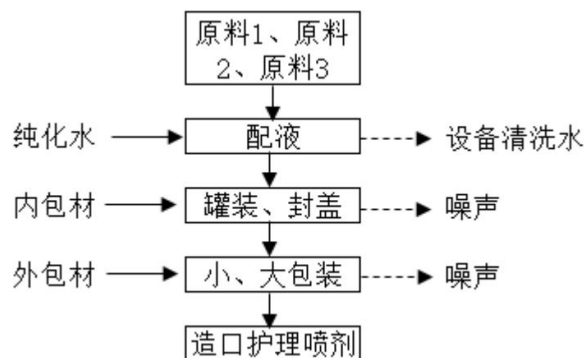 原料1、原料
2、原料3
纯化水
配液
设备清洗水
内包材
罐装、封盖
噪声
外包材
小、大包装
噪声
造口护理喷剂